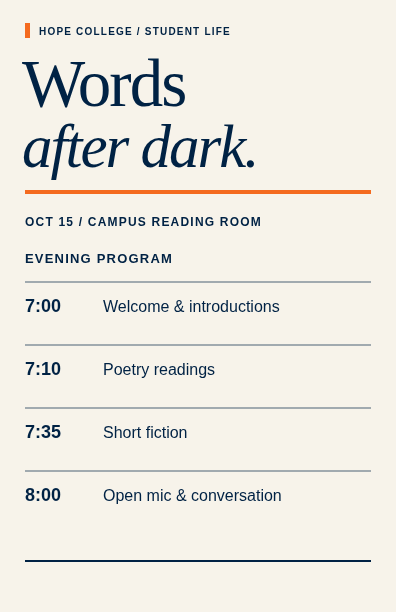 HOPE COLLEGE / STUDENT LIFE
Words
after dark.
OCT 15 / CAMPUS READING ROOM
EVENING PROGRAM
7:00 Welcome & introductions
7:10 Poetry readings
7:35 Short fiction
8:00 Open mic & conversation